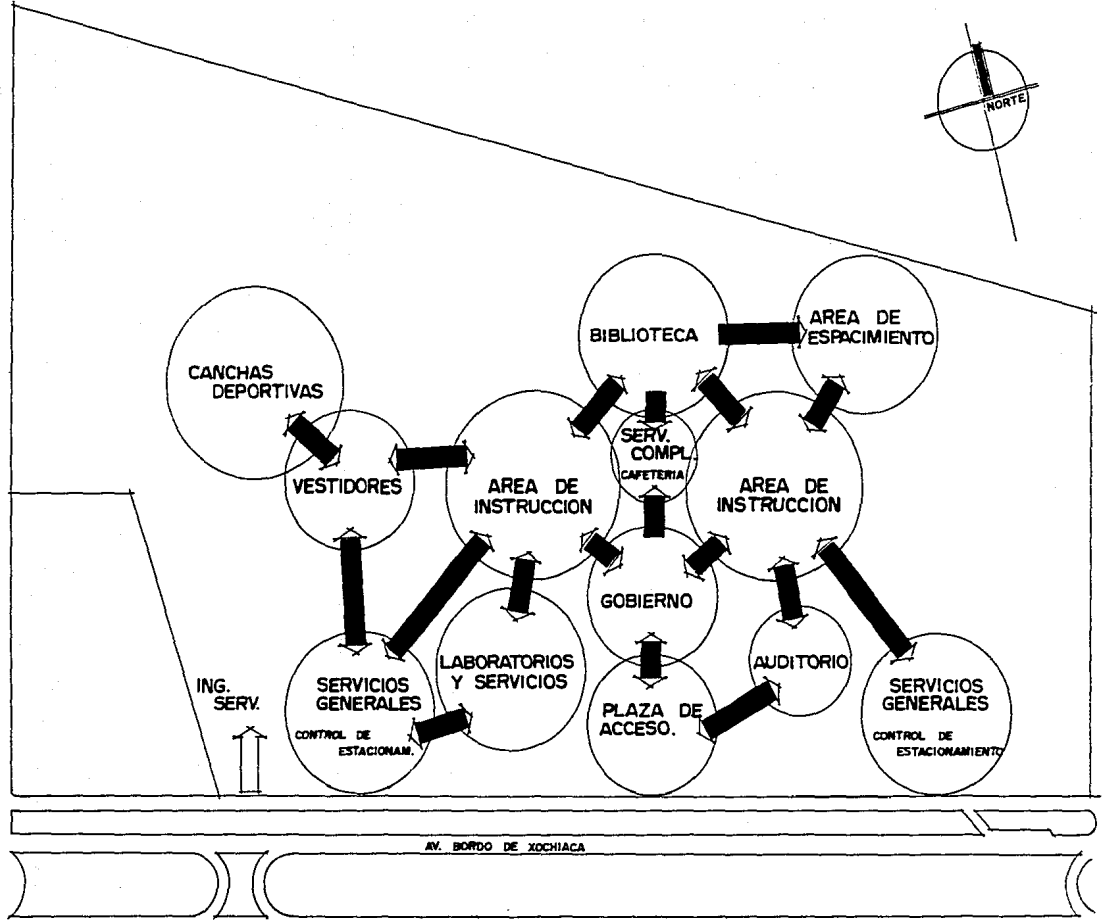 NORTE
BIBLIOTECA
AREA DE
ESPACIMIENTO
CANCHAS
DEPORTIVAS
SERV.
COMPL.
CAFETERIA
VESTIDORES
AREA DE
INSTRUCCION
AREA DE
INSTRUCCION
GOBIERNO
LABORATORIOS
Y SERVICIOS
AUDITORIO
ING.
SERV.
SERVICIOS
GENERALES
CONTROL DE
ESTACIONAM.
PLAZA DE
ACCESO.
SERVICIOS
GENERALES
CONTROL DE
ESTACIONAMIENTO
AV. BORDO DE XOCHIACA